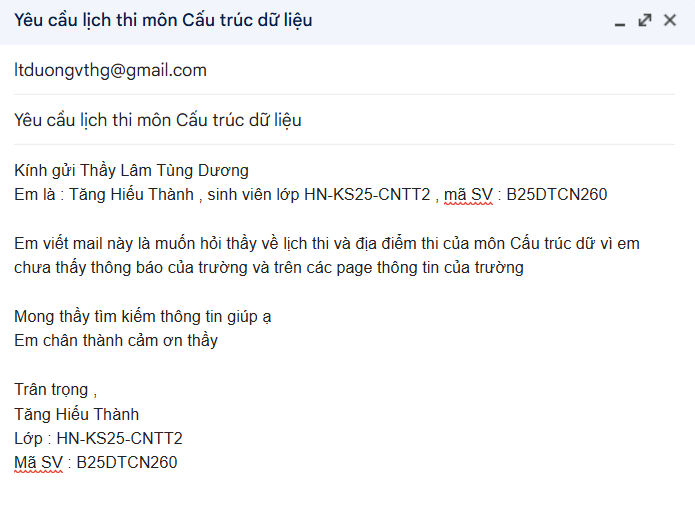 Yêu cầu lịch thi môn Cấu trúc dữ liệu
ltduongvthg@gmail.com
Yêu cầu lịch thi môn Cấu trúc dữ liệu
Kính gửi Thầy Lâm Tùng Dương
Em là : Tăng Hiếu Thành , sinh viên lớp HN-KS25-CNTT2 , mã SV : B25DTCN260
Em viết mail này là muốn hỏi thầy về lịch thi và địa điểm thi của môn Cấu trúc dữ vì em
chưa thấy thông báo của trường và trên các page thông tin của trường
Mong thầy tìm kiếm thông tin giúp ạ
Em chân thành cảm ơn thầy
Trân trọng ,
Tăng Hiếu Thành
Lớp : HN-KS25-CNTT2
Mã SV : B25DTCN260